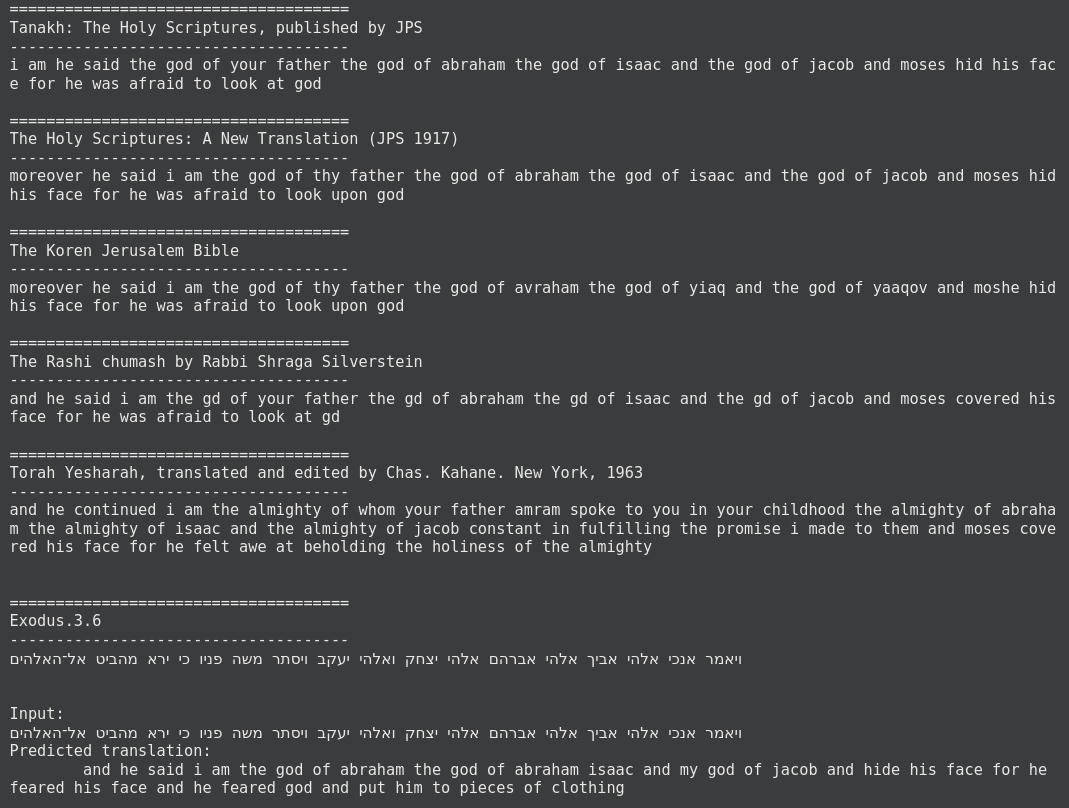 =====================================
Tanakh: The Holy Scriptures, published by JPS
-------------------------------------
i am he said the god of your father the god of abraham the god of isaac and the god of jacob and moses hid his fac
e for he was afraid to look at god
=====================================
The Holy Scriptures: A New Translation (JPS 1917)
-------------------------------------
moreover he said i am the god of thy father the god of abraham the god of isaac and the god of jacob and moses hid
his face for he was afraid to look upon god
=====================================
The Koren Jerusalem Bible
-------------------------------------
moreover he said i am the god of thy father the god of avraham the god of yiaq and the god of yaaqov and moshe hid
his face for he was afraid to look upon god
=====================================
The Rashi chumash by Rabbi Shraga Silverstein
-------------------------------------
and he said i am the gd of your father the gd of abraham the gd of isaac and the gd of jacob and moses covered his
face for he was afraid to look at gd
=====================================
Torah Yesharah, translated and edited by Chas. Kahane. New York, 1963
-------------------------------------
and he continued i am the almighty of whom your father amram spoke to you in your childhood the almighty of abraha
m the almighty of isaac and the almighty of jacob constant in fulfilling the promise i made to them and moses cove
red his face for he felt awe at beholding the holiness of the almighty
=====================================
Exodus.3.6
-------------------------------------
ויאמר אנכי אלהי אביך אלהי אברהם אלהי יצחק ואלהי יעקב ויסתר משה פניו כי ירא מהביט אל־האלהים
Input:
ויאמר אנכי אלהי אביך אלהי אברהם אלהי יצחק ואלהי יעקב ויסתר משה פניו כי ירא מהביט אל־האלהים
Predicted translation:
and he said i am the god of abraham the god of abraham isaac and my god of jacob and hide his face for he
feared his face and he feared god and put him to pieces of clothing